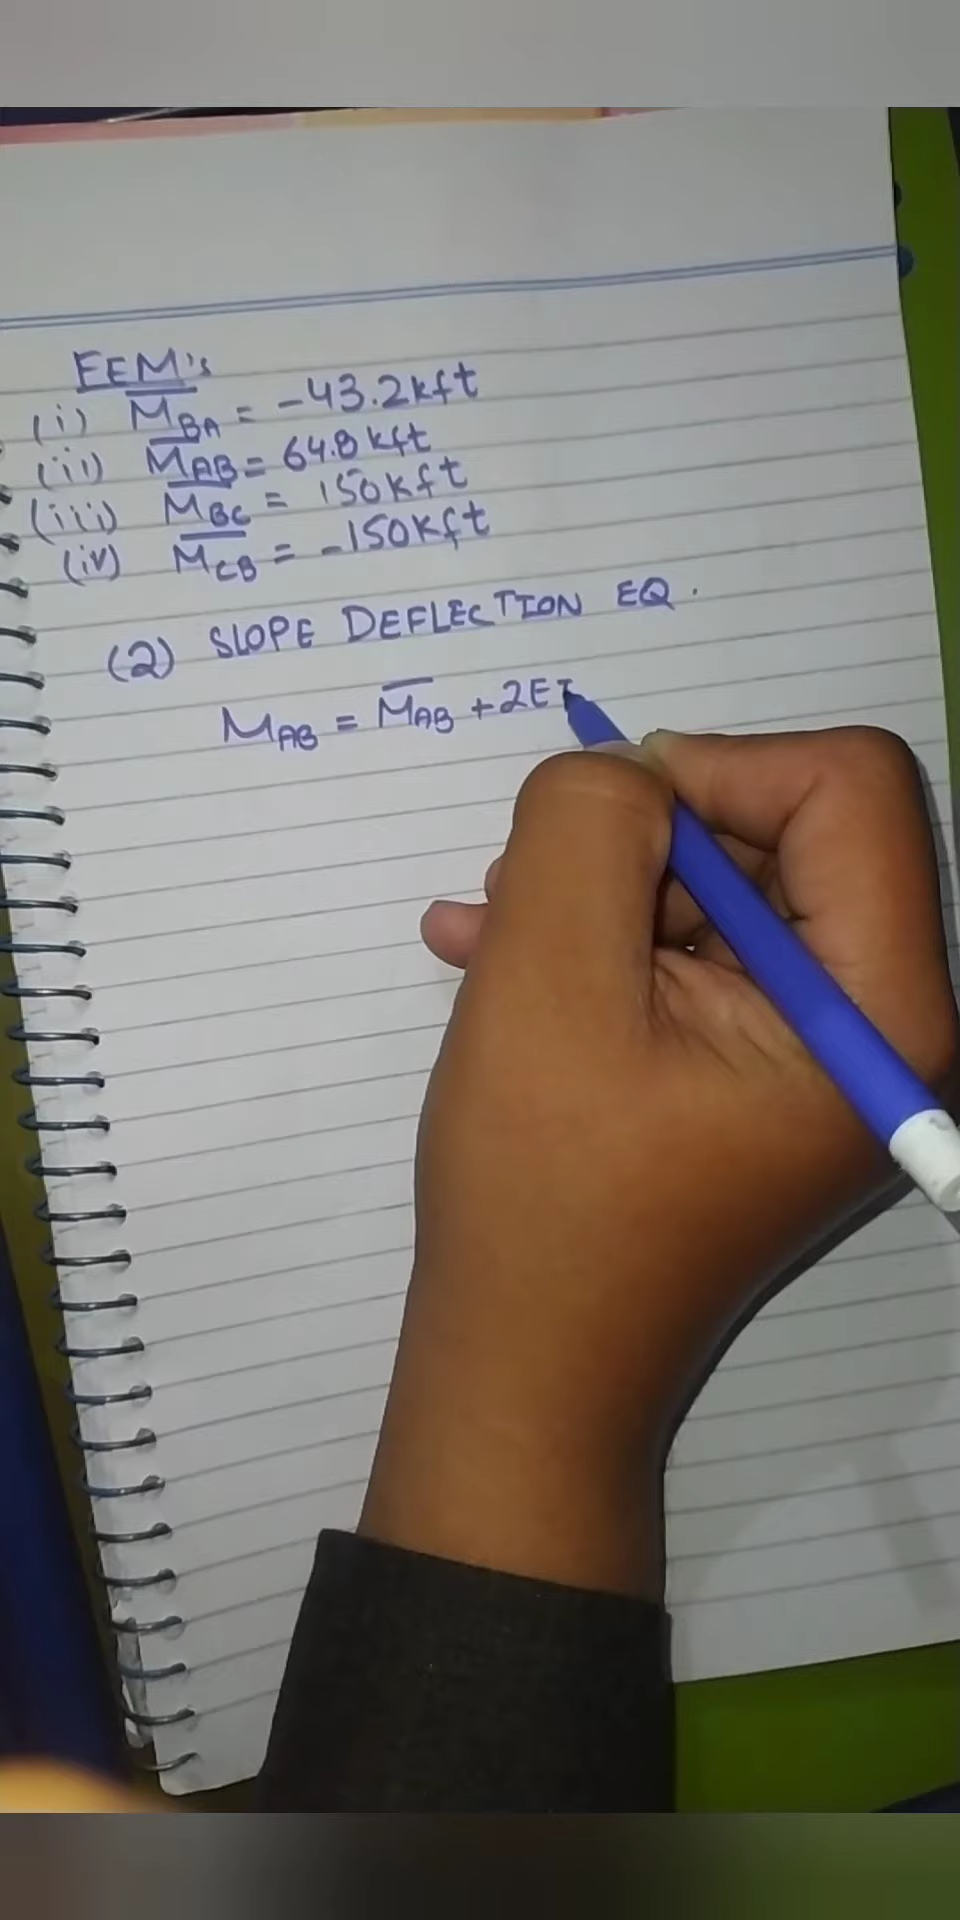 FEM's
(i) M̅BA = -43.2kft
(ii) M̅AB = 64.8 kft
(iii) M̅BC = 150kft
(iv) M̅CB = -150kft
(2) SLOPE DEFLECTION EQ.
MAB = M̅AB + 2EI